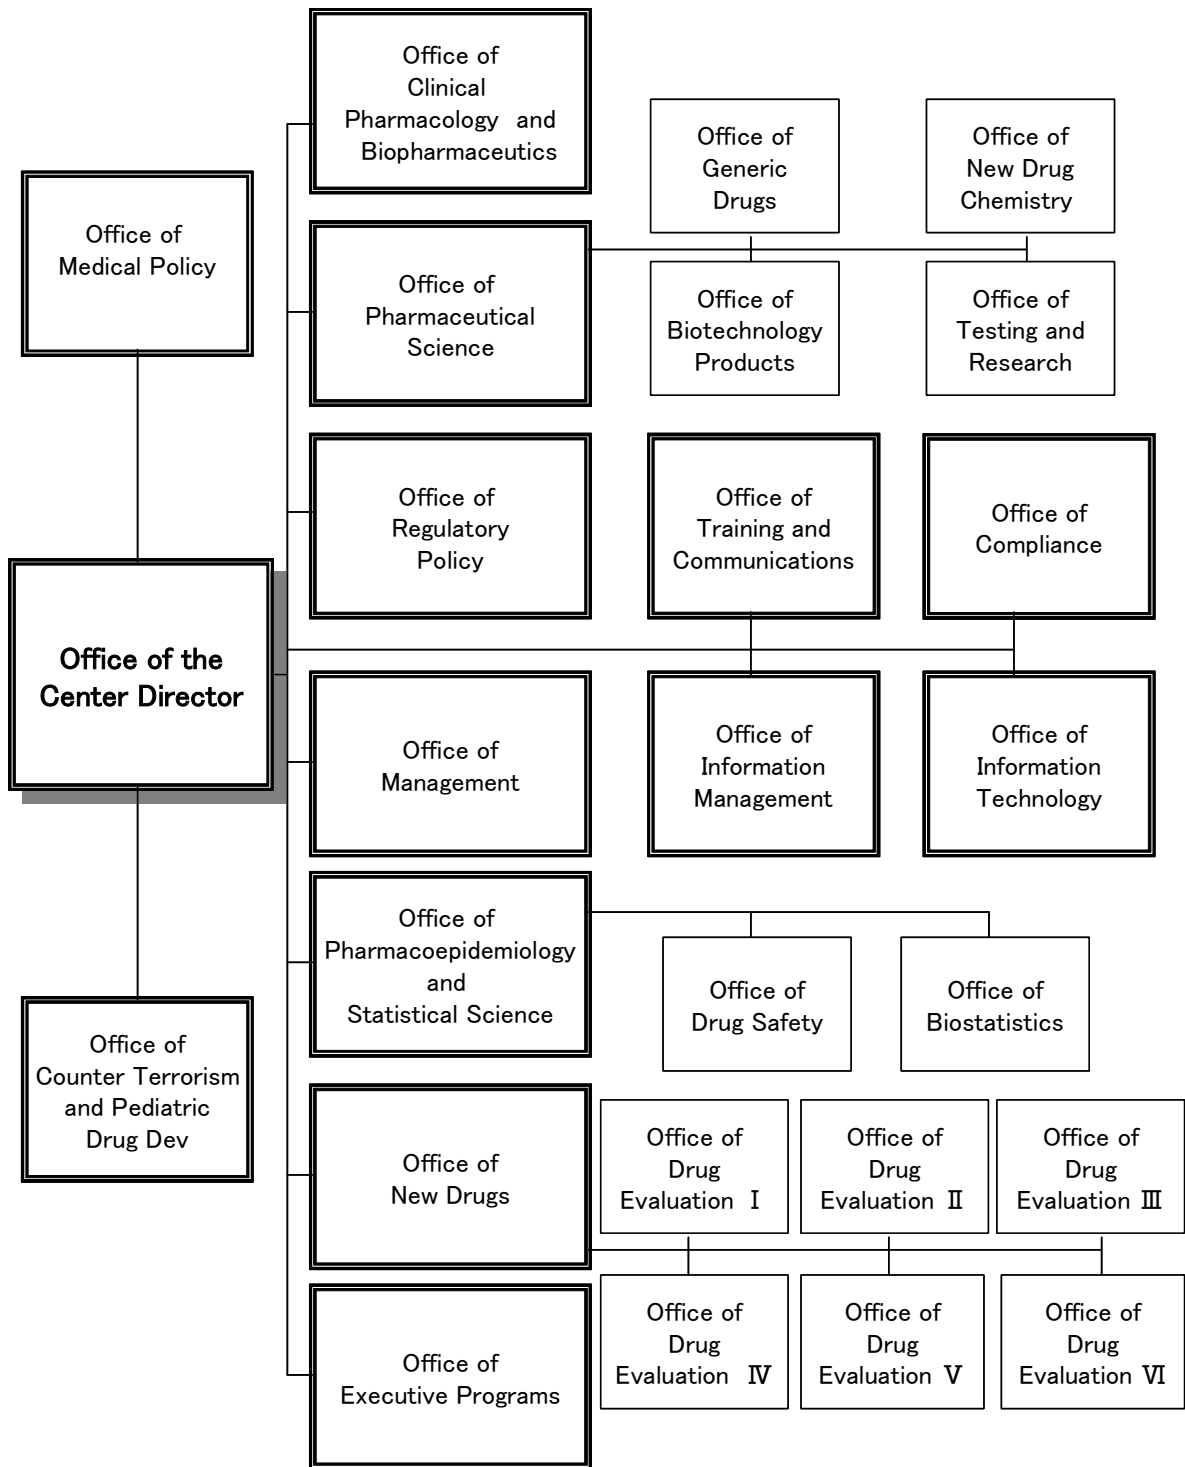 Office of
Clinical
Pharmacology and
Biopharmaceutics
Office of
Generic
Drugs
Office of
New Drug
Chemistry
Office of
Medical Policy
Office of
Pharmaceutical
Science
Office of
Biotechnology
Products
Office of
Testing and
Research
Office of
Regulatory
Policy
Office of
Training and
Communications
Office of
Compliance
Office of the
Center Director
Office of
Management
Office of
Information
Management
Office of
Information
Technology
Office of
Pharmacoepidemiology
and
Statistical Science
Office of
Drug Safety
Office of
Biostatistics
Office of
Counter Terrorism
and Pediatric
Drug Dev
Office of
New Drugs
Office of
Drug
Evaluation Ⅰ
Office of
Drug
Evaluation Ⅱ
Office of
Drug
Evaluation Ⅲ
Office of
Drug
Evaluation Ⅳ
Office of
Drug
Evaluation Ⅴ
Office of
Drug
Evaluation Ⅵ
Office of
Executive Programs